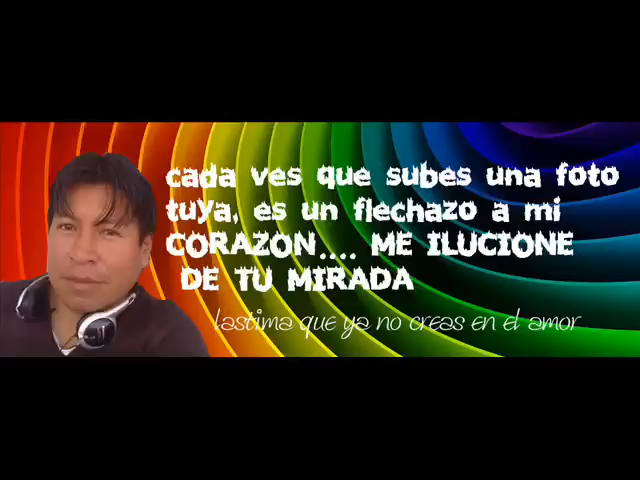 cada ves que subes una foto
tuya, es un flechazo a mi
CORAZON.... ME ILUCIONE
DE TU MIRADA
lastima que ya no creas en el amor